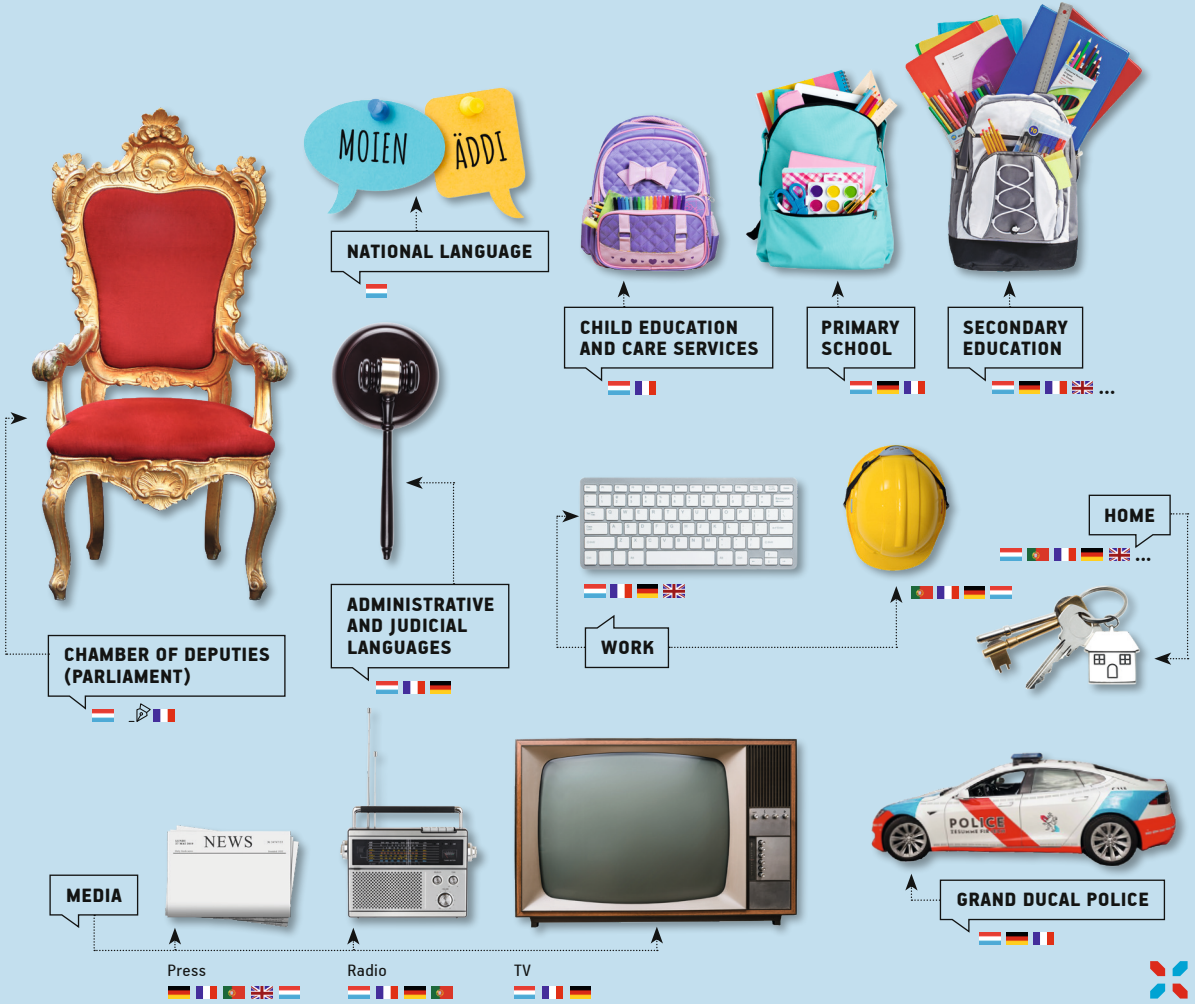 MOIEN
ÄDDI
NATIONAL LANGUAGE
CHILD EDUCATION
AND CARE SERVICES
PRIMARY
SCHOOL
SECONDARY
EDUCATION
HOME
ADMINISTRATIVE
AND JUDICIAL
LANGUAGES
WORK
CHAMBER OF DEPUTIES
(PARLIAMENT)
...
...
NEWS
POLICE
MEDIA
GRAND DUCAL POLICE
Press
Radio
TV